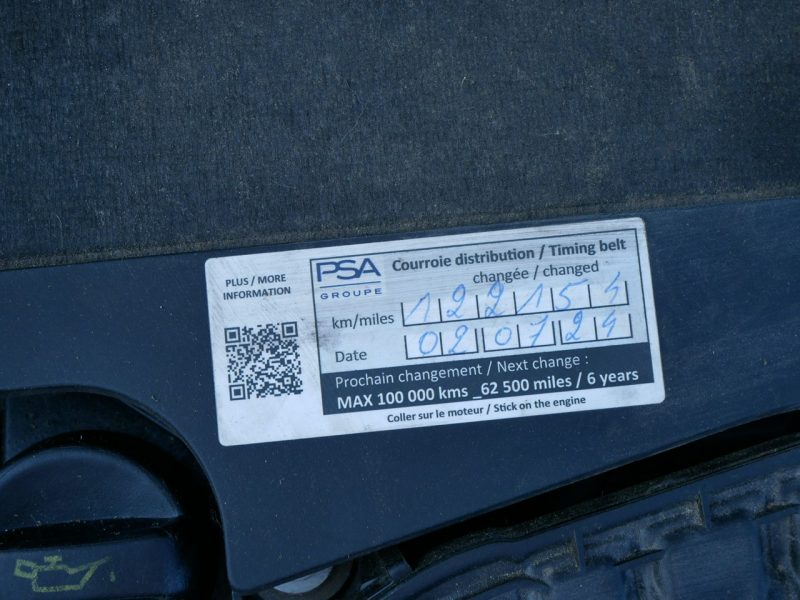 PLUS / MORE
INFORMATION
PSA
GROUPE
Courroie distribution / Timing belt
changée / changed
km/miles 122154
Date 020724
Prochain changement / Next change :
MAX 100 000 kms _62 500 miles / 6 years
Coller sur le moteur / Stick on the engine